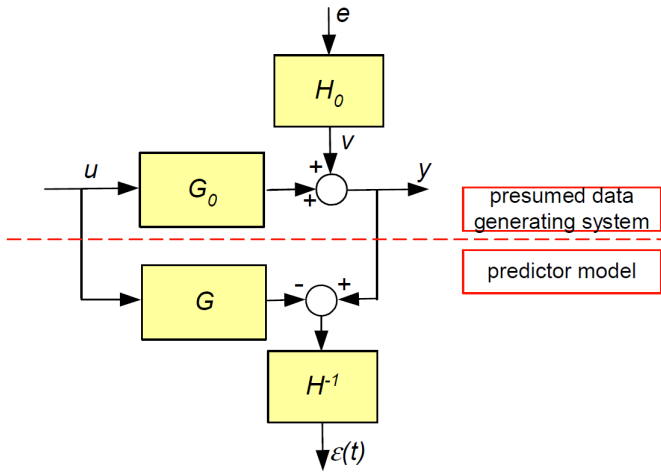 e
H₀
v
+
u
G₀
+
y
presumed data
generating system
predictor model
G
-
+
H⁻¹
ε(t)